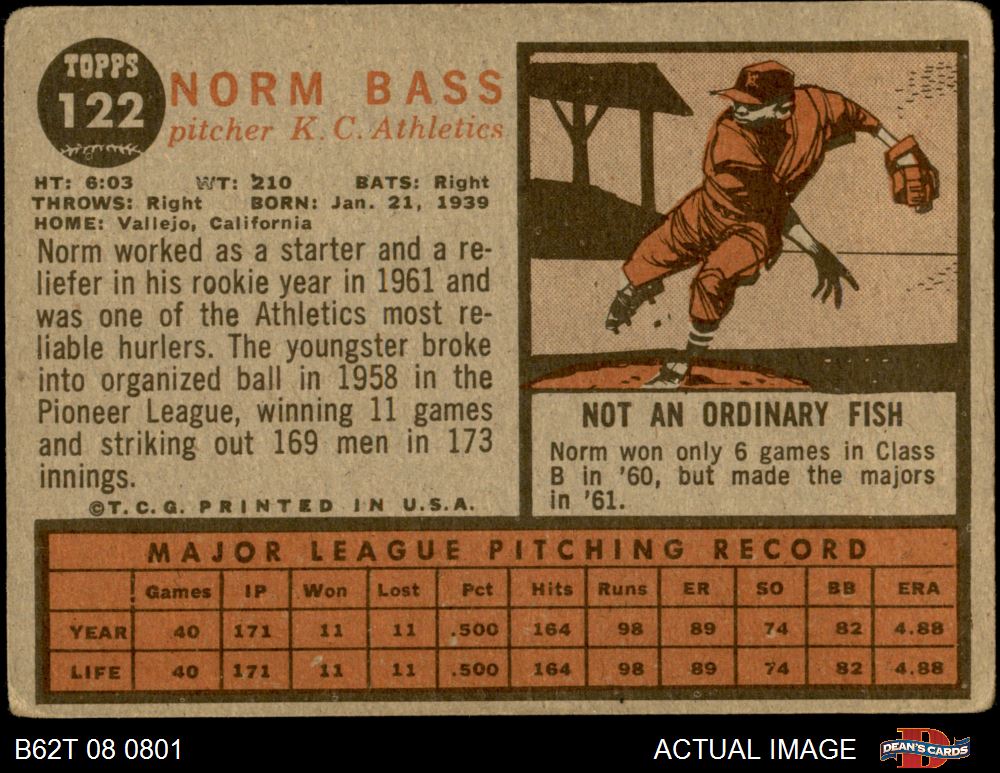 TOPPS
122
NORM BASS
pitcher K. C. Athletics
HT: 6:03 WT: 210 BATS: Right
THROWS: Right BORN: Jan. 21, 1939
HOME: Vallejo, California
Norm worked as a starter and a re-
liefer in his rookie year in 1961 and
was one of the Athletics most re-
liable hurlers. The youngster broke
into organized ball in 1958 in the
Pioneer League, winning 11 games
and striking out 169 men in 173
innings.
©T. C. G. PRINTED IN U.S.A.
K
NOT AN ORDINARY FISH
Norm won only 6 games in Class
B in '60, but made the majors
in '61.
MAJOR LEAGUE PITCHING RECORD
Games IP Won Lost Pct Hits Runs ER SO BB ERA
YEAR 40 171 11 11 .500 164 98 89 74 82 4.88
LIFE 40 171 11 11 .500 164 98 89 74 82 4.88
B62T 08 0801
ACTUAL IMAGE
D
DEAN'S CARDS